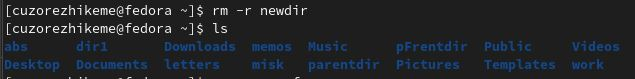 [cuzorezhikeme@fedora ~]$ rm -r newdir
[cuzorezhikeme@fedora ~]$ ls
abs dir1 Downloads memos Music pFrentdir Public Videos
Desktop Documents letters misk parentdir Pictures Templates work